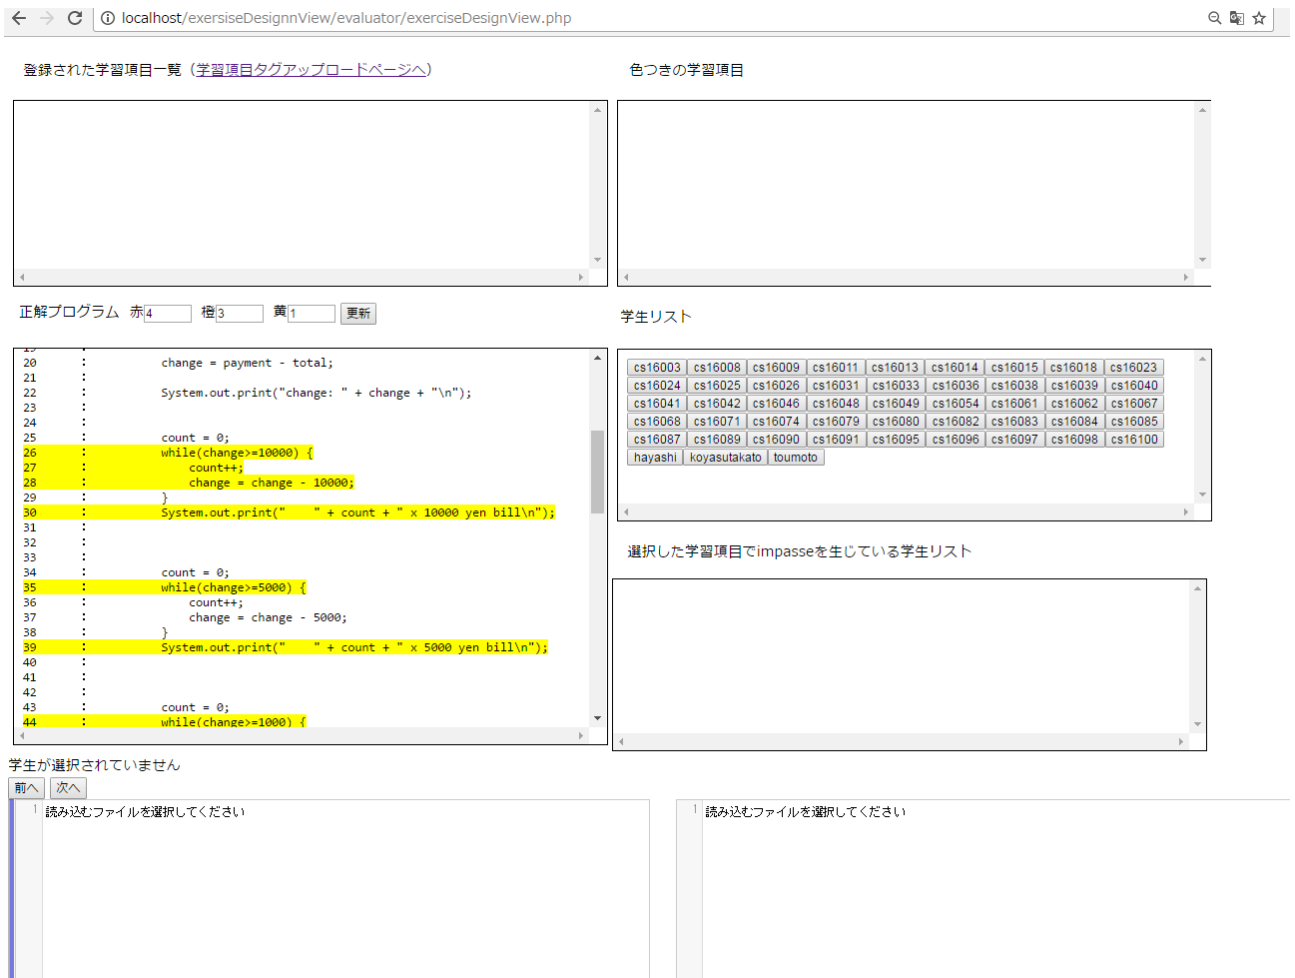 localhost/exersiseDesignnView/evaluator/exerciseDesignView.php
登録された学習項目一覧（学習項目タグアップロードページへ）
色つきの学習項目
正解プログラム 赤4 橙3 黄1 更新
学生リスト
20 : change = payment - total;
21 :
22 : System.out.print("change: " + change + "\n");
23 :
24 :
25 : count = 0;
26 : while(change>=10000) {
27 : count++;
28 : change = change - 10000;
29 : }
30 : System.out.print("    " + count + " x 10000 yen bill\n");
31 :
32 :
33 :
34 : count = 0;
35 : while(change>=5000) {
36 : count++;
37 : change = change - 5000;
38 : }
39 : System.out.print("    " + count + " x 5000 yen bill\n");
40 :
41 :
42 :
43 : count = 0;
44 : while(change>=1000) {
cs16003 cs16008 cs16009 cs16011 cs16013 cs16014 cs16015 cs16018 cs16023
cs16024 cs16025 cs16026 cs16031 cs16033 cs16036 cs16038 cs16039 cs16040
cs16041 cs16042 cs16046 cs16048 cs16049 cs16054 cs16061 cs16062 cs16067
cs16068 cs16071 cs16074 cs16079 cs16080 cs16082 cs16083 cs16084 cs16085
cs16087 cs16089 cs16090 cs16091 cs16095 cs16096 cs16097 cs16098 cs16100
hayashi koyasutakato toumoto
選択した学習項目でimpasseを生じている学生リスト
学生が選択されていません
前へ 次へ
1 読み込むファイルを選択してください
1 読み込むファイルを選択してください